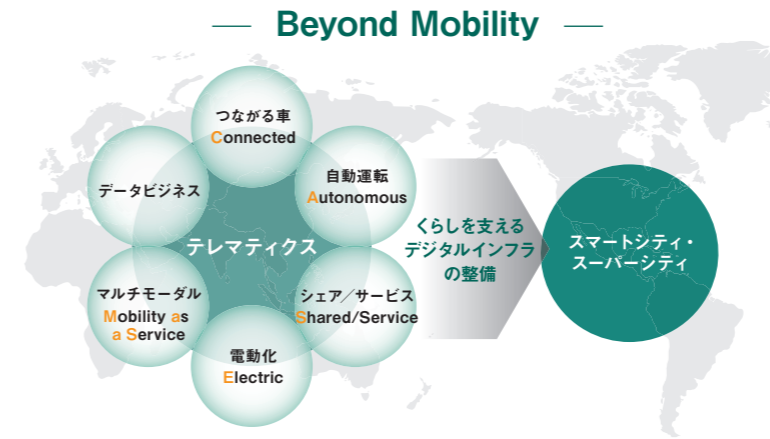 Beyond Mobility
つながる車
Connected
自動運転
Autonomous
データビジネス
テレマティクス
マルチモーダル
Mobility as
a Service
シェア／サービス
Shared/Service
電動化
Electric
くらしを支える
デジタルインフラ
の整備
スマートシティ・
スーパーシティ